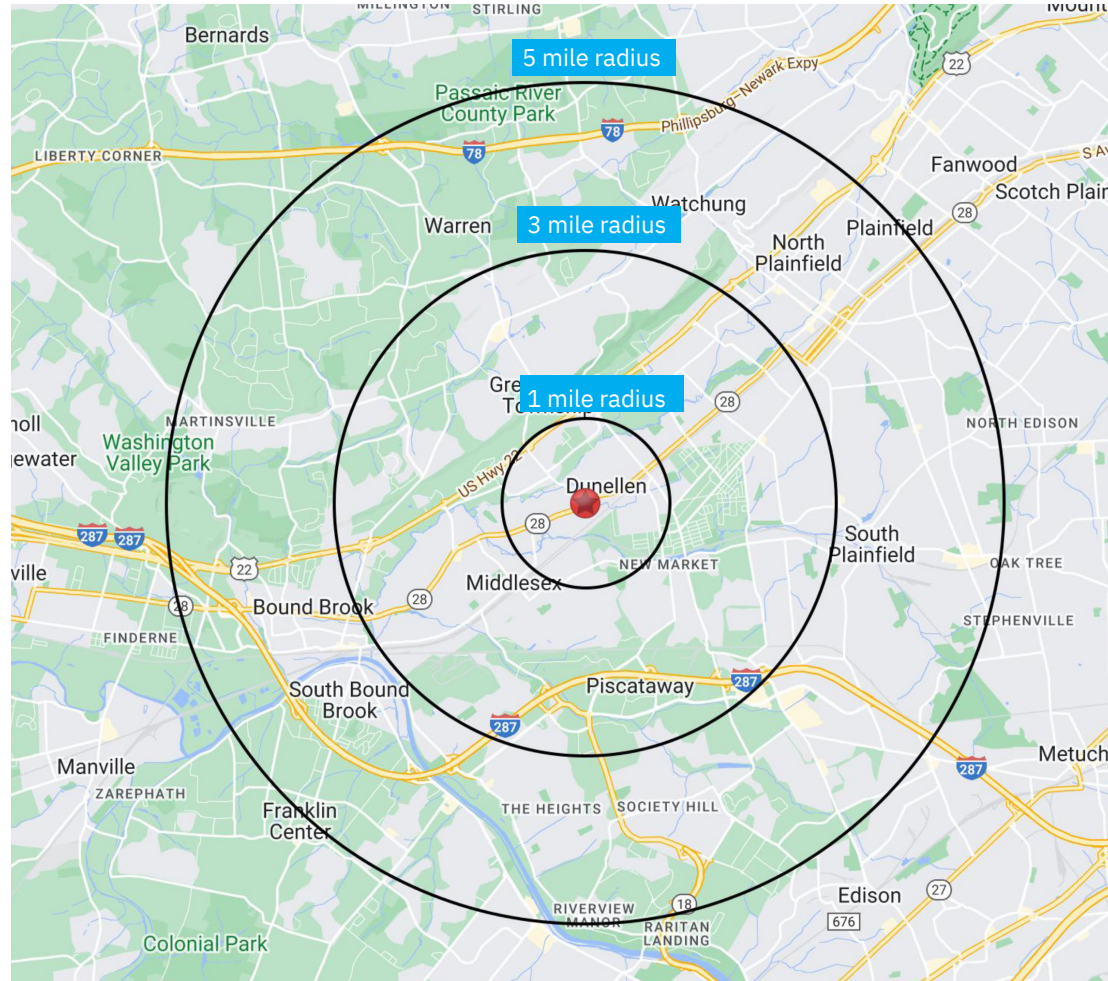 MILLINGTON
STIRLING
Bernards
5 mile radius
22
Passaic River
County Park
Phillipsburg–Newark Expy
78
78
LIBERTY CORNER
Fanwood
Scotch
28
Watchung
Warren
3 mile radius
Plainfield
North
Plainfield
1 mile radius
28
MARTINSVILLE
NORTH EDISON
Washington
Valley Park
US Hwy 22
Dunellen
28
287
287
South
Plainfield
22
NEW MARKET
OAK TREE
Middlesex
28
Bound Brook
28
STEPHENVILLE
FINDERNE
287
Piscataway
South Bound
Brook
287
Manville
287
ZAREPHATH
THE HEIGHTS
SOCIETY HILL
Franklin
Center
Edison
27
18
676
RIVERVIEW
MANOR
RARITAN
LANDING
Colonial Park